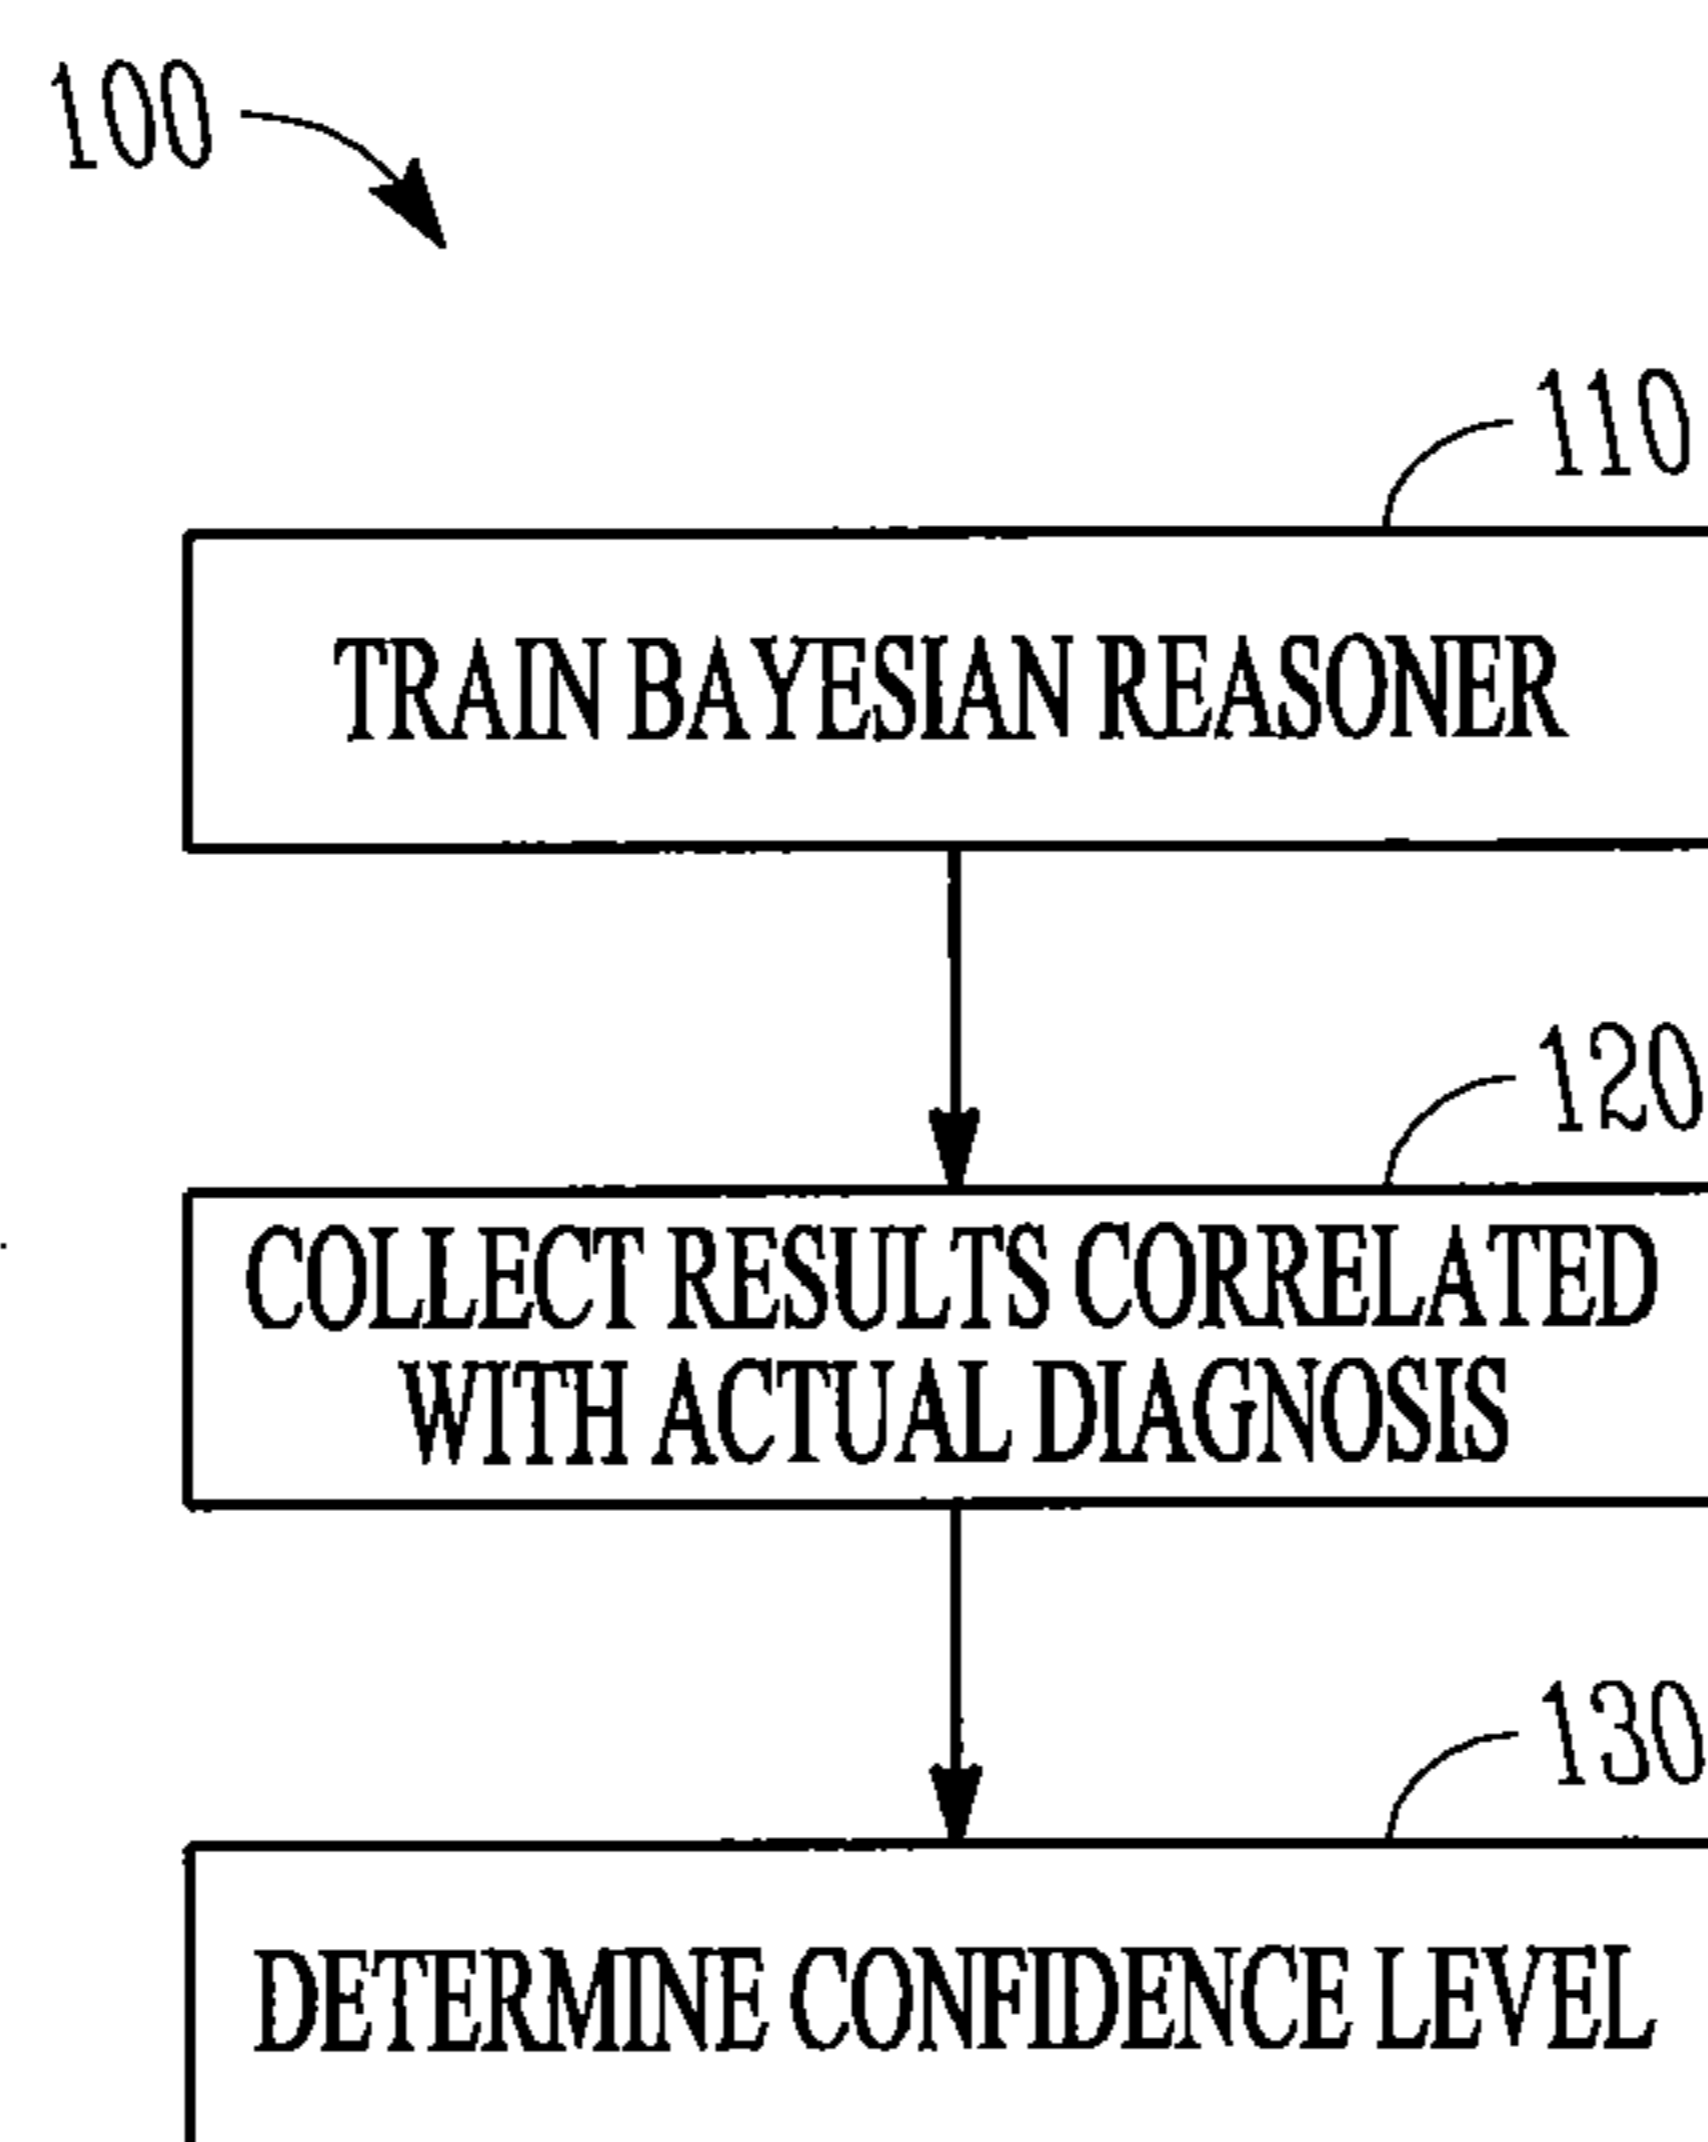 100
110
TRAIN BAYESIAN REASONER
120
COLLECT RESULTS CORRELATED
WITH ACTUAL DIAGNOSIS
130
DETERMINE CONFIDENCE LEVEL